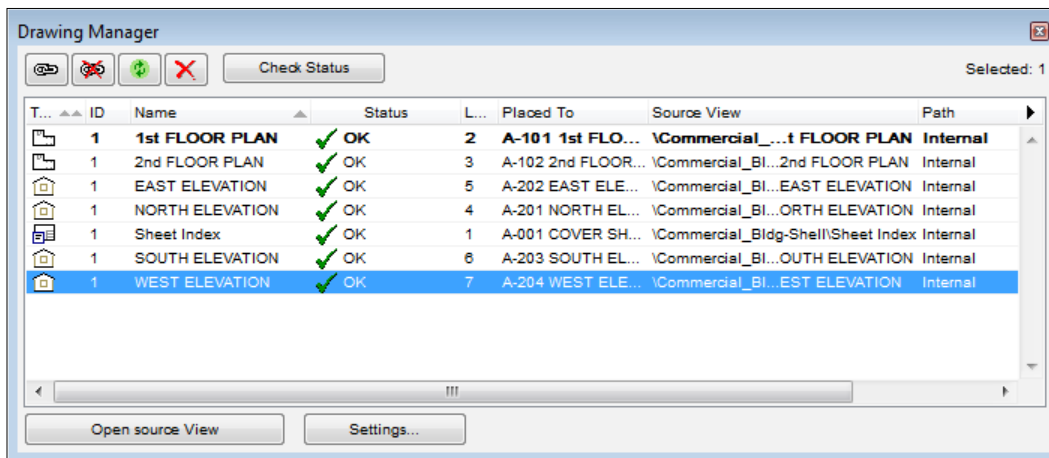 Drawing Manager
Check Status
Selected: 1
T... ID Name Status L... Placed To Source View Path
1 1st FLOOR PLAN OK 2 A-101 1st FLO... \Commercial_...t FLOOR PLAN Internal
1 2nd FLOOR PLAN OK 3 A-102 2nd FLOOR... \Commercial_Bl...2nd FLOOR PLAN Internal
1 EAST ELEVATION OK 5 A-202 EAST ELE... \Commercial_Bl...EAST ELEVATION Internal
1 NORTH ELEVATION OK 4 A-201 NORTH EL... \Commercial_Bl...ORTH ELEVATION Internal
1 Sheet Index OK 1 A-001 COVER SH... \Commercial_Bldg-Shell\Sheet Index Internal
1 SOUTH ELEVATION OK 6 A-203 SOUTH EL... \Commercial_Bl...OUTH ELEVATION Internal
1 WEST ELEVATION OK 7 A-204 WEST ELE... \Commercial_Bl...EST ELEVATION Internal
Open source View Settings...